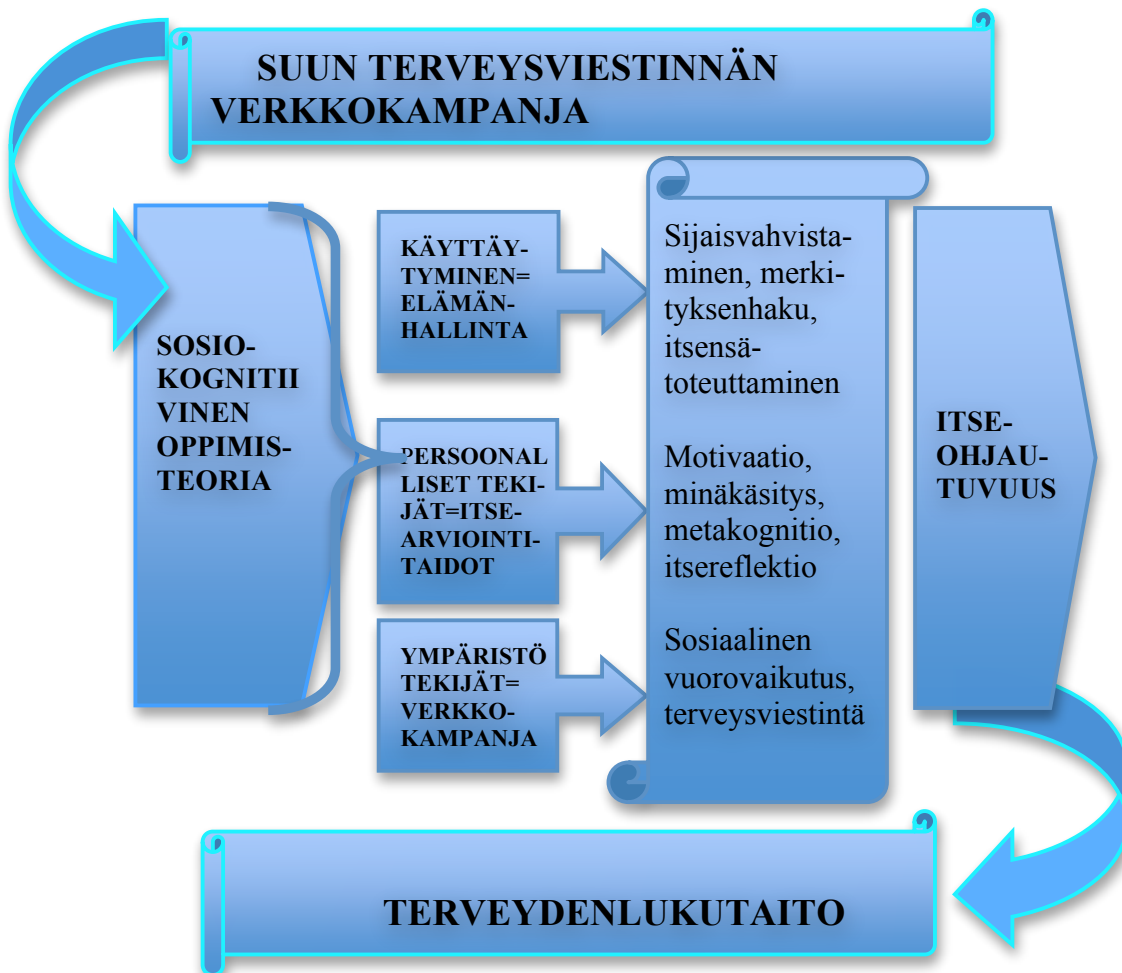 SUUN TERVEYSVIESTINNÄN
VERKKOKAMPANJA
SOSIO-
KOGNITII
VINEN
OPPIMIS-
TEORIA
KÄYTTÄY-
TYMINEN=
ELÄMÄN-
HALLINTA
PERSOONAL
LISET TEKI-
JÄT=ITSE-
ARVIOINTI-
TAIDOT
YMPÄRISTÖ
TEKIJÄT=
VERKKO-
KAMPANJA
Sijaisvahvista-
minen, merki-
tyksenhaku,
itsensä-
toteuttaminen
Motivaatio,
minäkäsitys,
metakognitio,
itsereflektio
Sosiaalinen
vuorovaikutus,
terveysviestintä
ITSE-
OHJAU-
TUVUUS
TERVEYDENLUKUTAITO